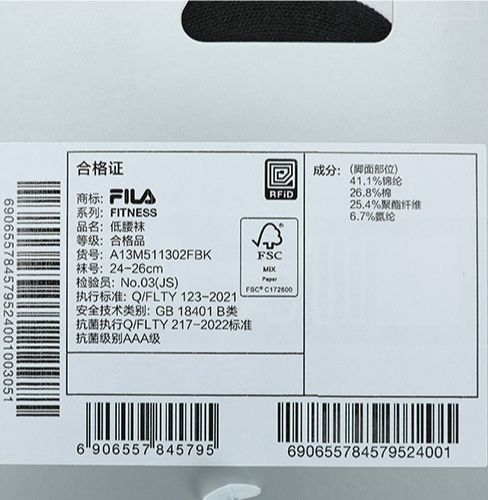 合格证
商标: FILA
系列: FITNESS
品名: 低腰袜
等级: 合格品
货号: A13M511302FBK
袜号: 24-26cm
检验员: No.03(JS)
执行标准: Q/FLTY 123-2021
安全技术类别: GB 18401 B类
抗菌执行Q/FLTY 217-2022标准
抗菌级别AAA级
RFiD
FSC
MIX
Paper
FSC® C172600
成分: (脚面部位)
41.1%锦纶
26.8%棉
25.4%聚酯纤维
6.7%氨纶
690655784579524001003051
6 906557 845795
690655784579524001